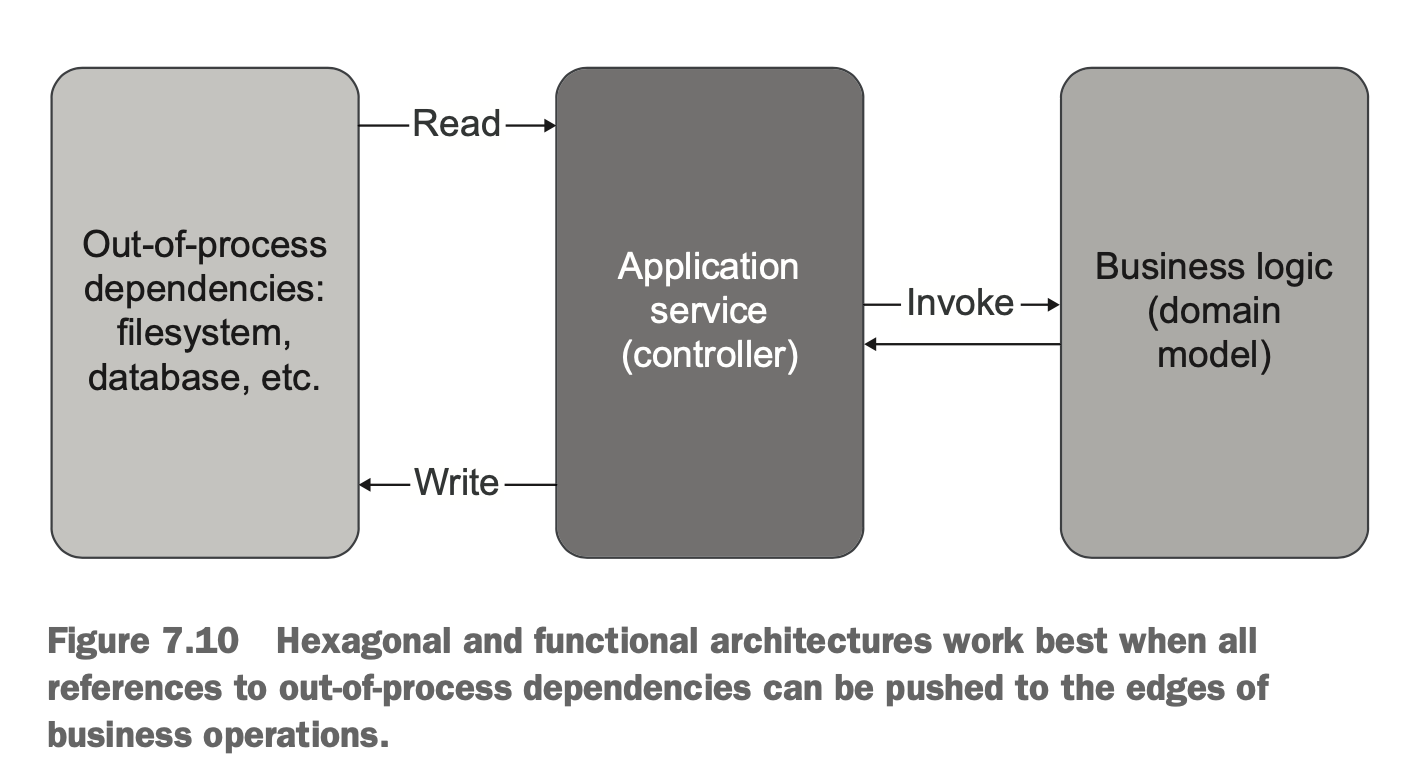 Read
Out-of-process
dependencies:
filesystem,
database, etc.
Application
service
(controller)
Invoke
Business logic
(domain
model)
Write
Figure 7.10 Hexagonal and functional architectures work best when all
references to out-of-process dependencies can be pushed to the edges of
business operations.